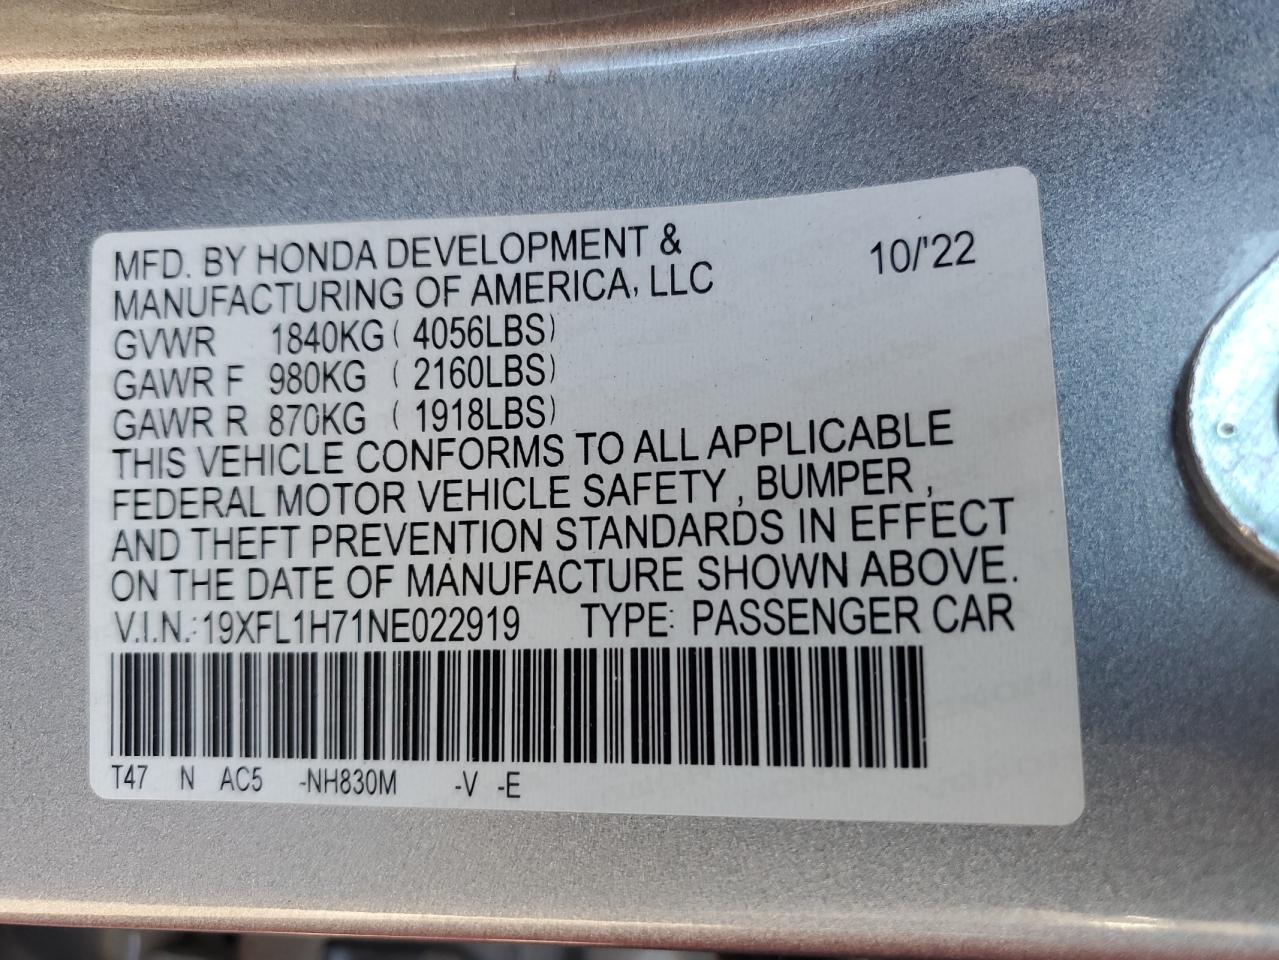 MFD. BY HONDA DEVELOPMENT & 10/'22
MANUFACTURING OF AMERICA, LLC
GVWR 1840KG ( 4056LBS)
GAWR F 980KG ( 2160LBS)
GAWR R 870KG ( 1918LBS)
THIS VEHICLE CONFORMS TO ALL APPLICABLE
FEDERAL MOTOR VEHICLE SAFETY , BUMPER ,
AND THEFT PREVENTION STANDARDS IN EFFECT
ON THE DATE OF MANUFACTURE SHOWN ABOVE.
V.I.N.: 19XFL1H71NE022919 TYPE: PASSENGER CAR
T47 N AC5 -NH830M -V -E